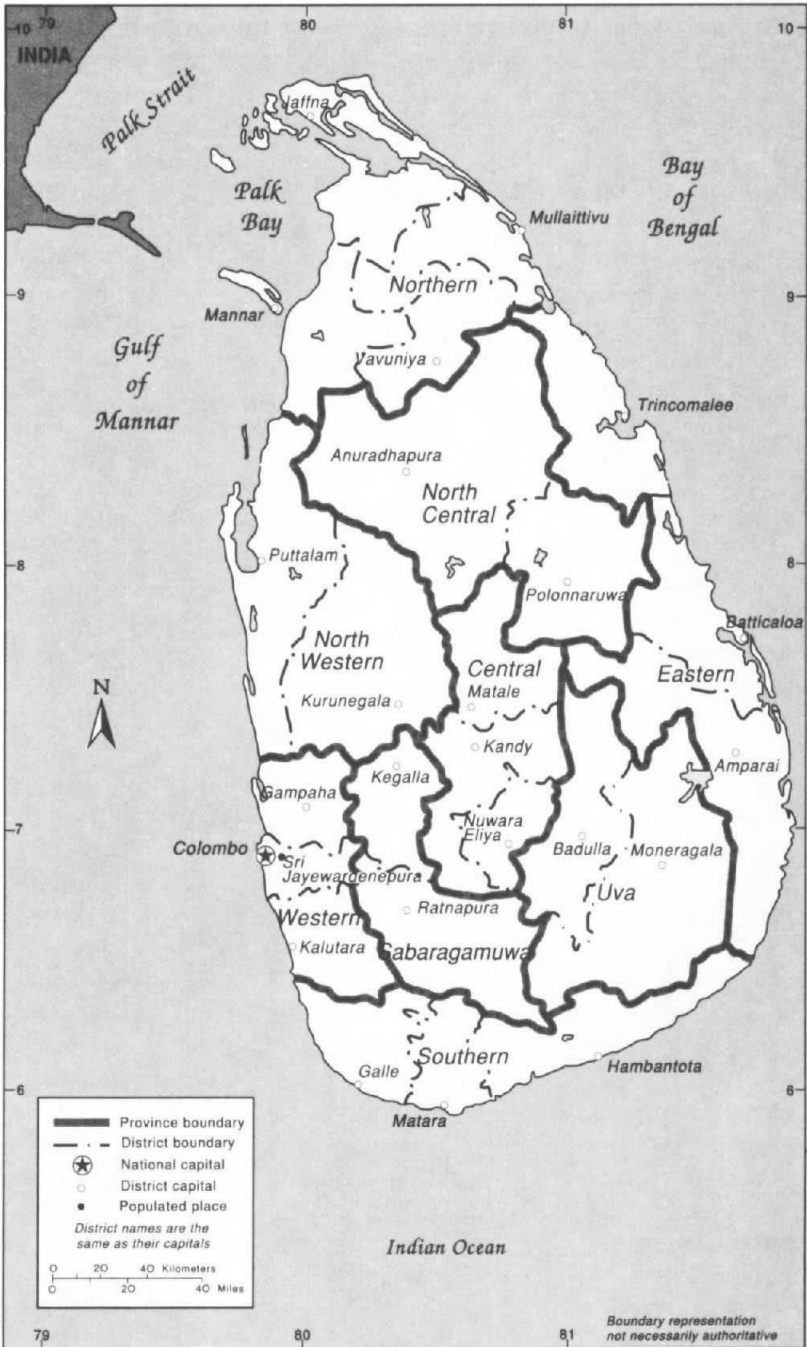 79
80
81
10
10
INDIA
Palk Strait
Jaffna
Palk
Bay
Bay
of
Bengal
Mullaittivu
9
Northern
9
Mannar
Gulf
of
Mannar
Vavuniya
Trincomalee
Anuradhapura
North
Central
8
Puttalam
8
Polonnaruwa
Batticaloa
North
Western
Central
Eastern
Matale
Kurunegala
N
Kandy
Kegalla
Amparai
Gampaha
7
Nuwara
Eliya
7
Badulla
Moneragala
Colombo
Sri
Jayewardenepura
Uva
Western
Ratnapura
Kalutara
Sabaragamuwa
Southern
Hambantota
Galle
6
6
Matara
Province boundary
District boundary
National capital
District capital
Populated place
District names are the
same as their capitals
0 20 40 Kilometers
0 20 40 Miles
Indian Ocean
Boundary representation
not necessarily authoritative
79
80
81